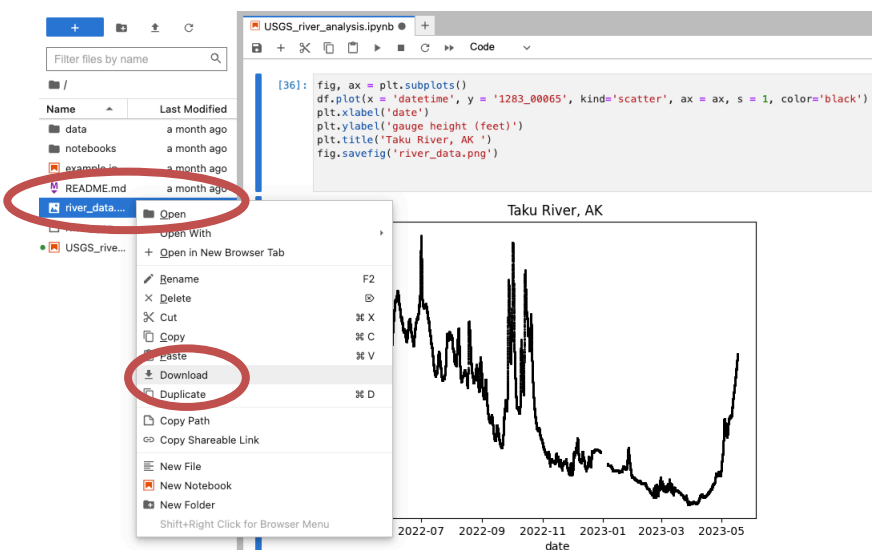 USGS_river_analysis.ipynb
Code
Filter files by name
/
Name Last Modified
data a month ago
notebooks a month ago
a month ago
README.md a month ago
river_data....
USGS_rive...
Open
Open With
Open in New Browser Tab
Rename F2
Delete
Cut ⌘ X
Copy ⌘ C
Paste ⌘ V
Download
Duplicate ⌘ D
Copy Path
Copy Shareable Link
New File
New Notebook
New Folder
Shift+Right Click for Browser Menu
[36]: fig, ax = plt.subplots()
df.plot(x = 'datetime', y = '1283_00065', kind='scatter', ax = ax, s = 1, color='black')
plt.xlabel('date')
plt.ylabel('gauge height (feet)')
plt.title('Taku River, AK ')
fig.savefig('river_data.png')
Taku River, AK
2022-07 2022-09 2022-11 2023-01 2023-03 2023-05
date